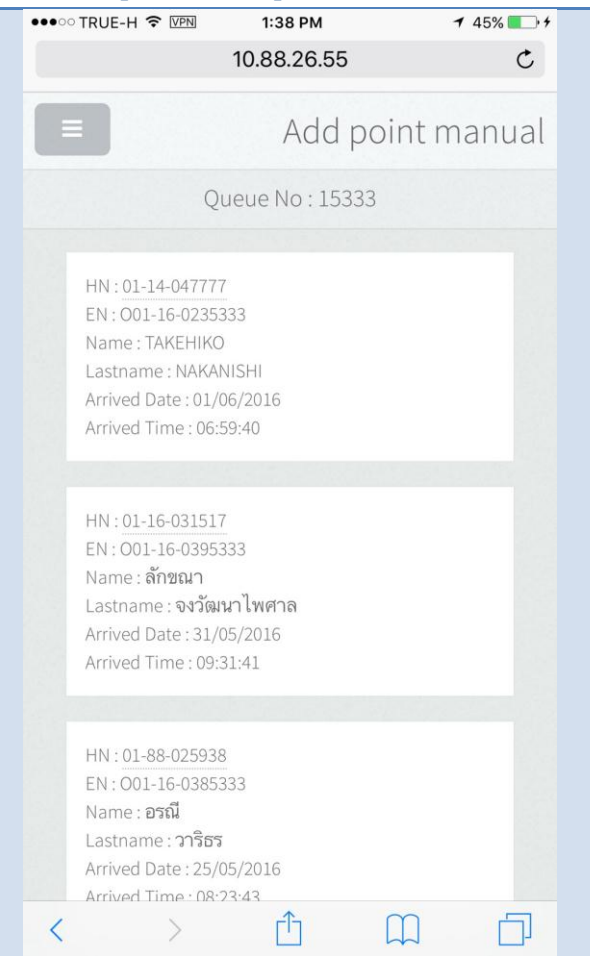 TRUE-H VPN 1:38 PM 45%
10.88.26.55
Add point manual
Queue No : 15333
HN : 01-14-047777
EN : O01-16-0235333
Name : TAKEHIKO
Lastname : NAKANISHI
Arrived Date : 01/06/2016
Arrived Time : 06:59:40
HN : 01-16-031517
EN : O01-16-0395333
Name : ลักขณา
Lastname : จงวัฒนาไพศาล
Arrived Date : 31/05/2016
Arrived Time : 09:31:41
HN : 01-88-025938
EN : O01-16-0385333
Name : อรณี
Lastname : วาริธร
Arrived Date : 25/05/2016
Arrived Time : 08:23:43